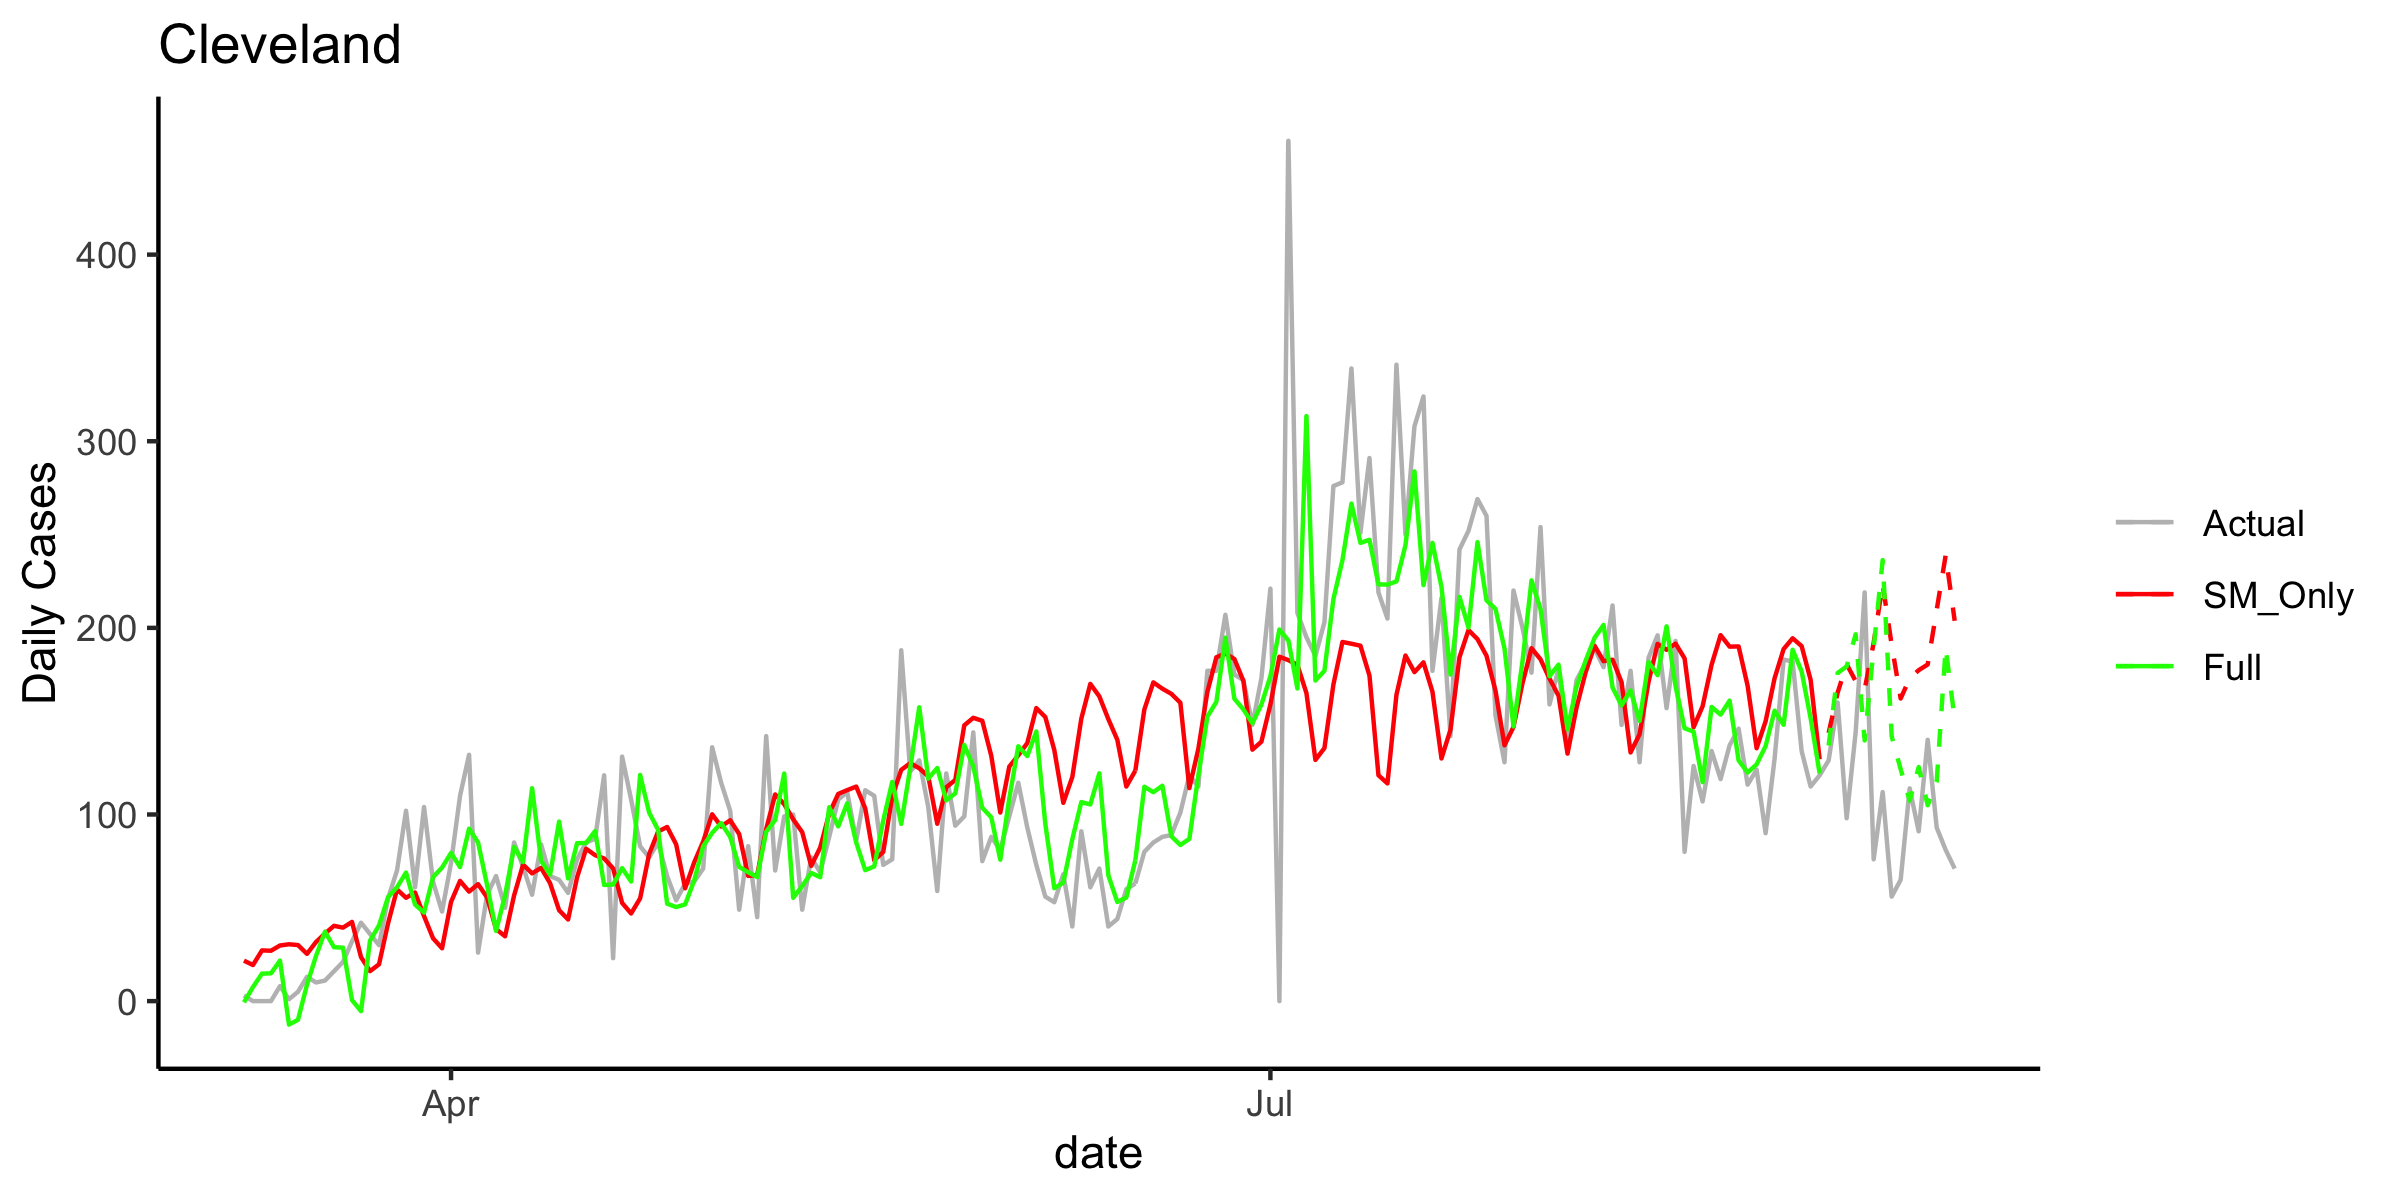 Cleveland
400
300
200
100
0
Daily Cases
Apr
Jul
date
Actual
SM_Only
Full